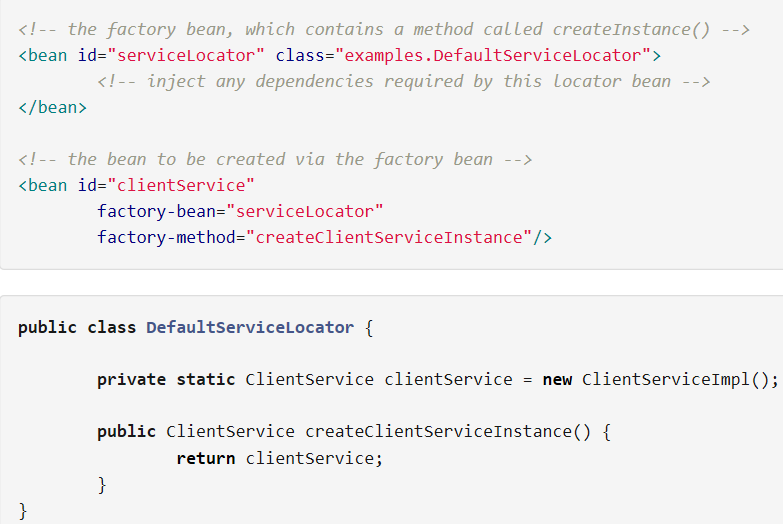 <!-- the factory bean, which contains a method called createInstance() -->
<bean id="serviceLocator" class="examples.DefaultServiceLocator">
<!-- inject any dependencies required by this locator bean -->
</bean>
<!-- the bean to be created via the factory bean -->
<bean id="clientService"
factory-bean="serviceLocator"
factory-method="createClientServiceInstance"/>
public class DefaultServiceLocator {
private static ClientService clientService = new ClientServiceImpl();
public ClientService createClientServiceInstance() {
return clientService;
}
}